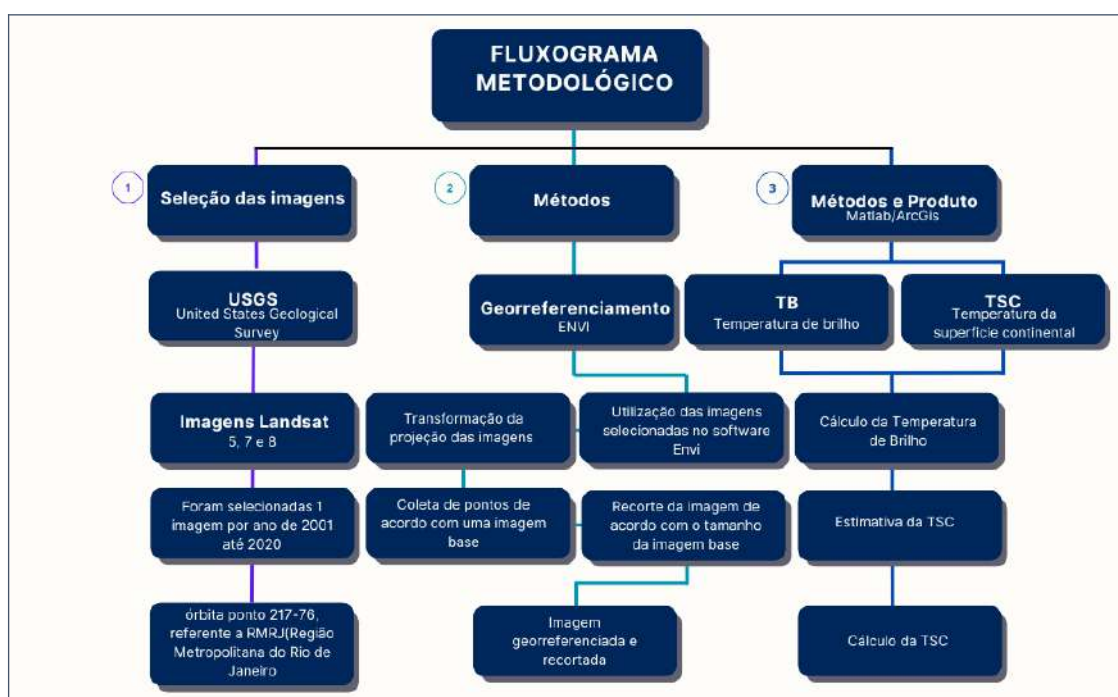 FLUXOGRAMA
METODOLÓGICO
1
Seleção das imagens
USGS
United States Geological
Survey
Imagens Landsat
5, 7 e 8
Foram selecionadas 1
imagem por ano de 2001
até 2020
órbita ponto 217-76,
referente a RMRJ(Região
Metropolitana do Rio de
Janeiro
2
Métodos
Georreferenciamento
ENVI
Utilização das imagens
selecionadas no software
Envi
Transformação da
projeção das imagens
Coleta de pontos de
acordo com uma imagem
base
Recorte da imagem de
acordo com o tamanho
da imagem base
Imagem
georreferenciada e
recortada
3
Métodos e Produto
Matlab/ArcGis
TB
Temperatura de brilho
TSC
Temperatura da
superfície continental
Cálculo da Temperatura
de Brilho
Estimativa da TSC
Cálculo da TSC